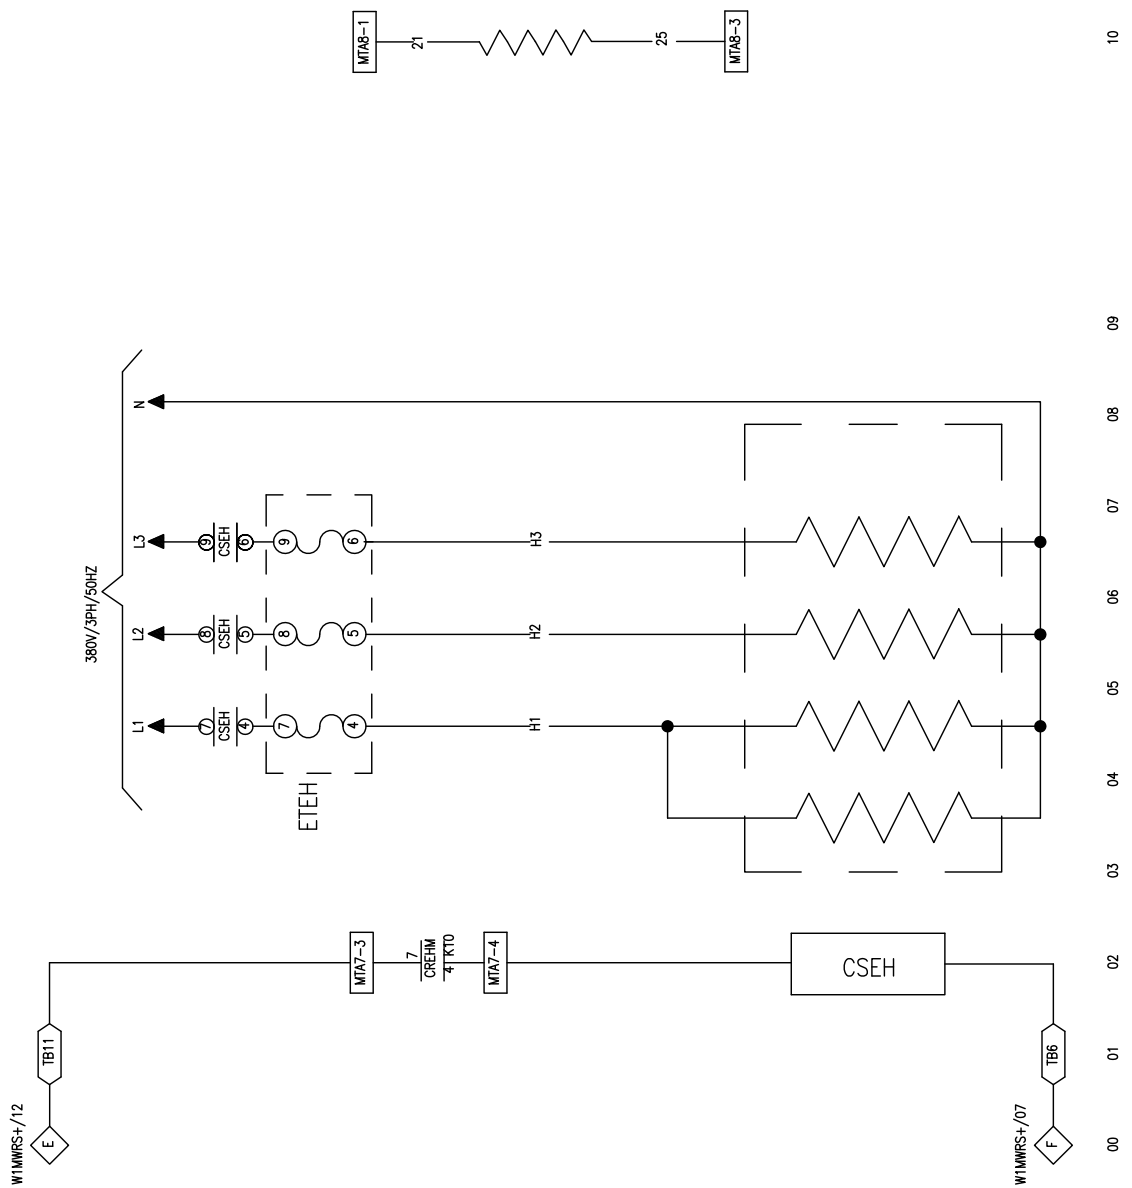 W1MWRS+/12
E
TB11
MTA7-3
7
CREHM
4 KTO
MTA7-4
CSEH
TB6
F
W1MWRS+/07
00
01
02
03
04
05
06
07
08
09
10
380V/3PH/50HZ
L1
7
CSEH
4
7
4
H1
ETEH
L2
8
CSEH
5
8
5
H2
L3
9
CSEH
6
9
6
H3
N
MTA8-1
21
25
MTA8-3